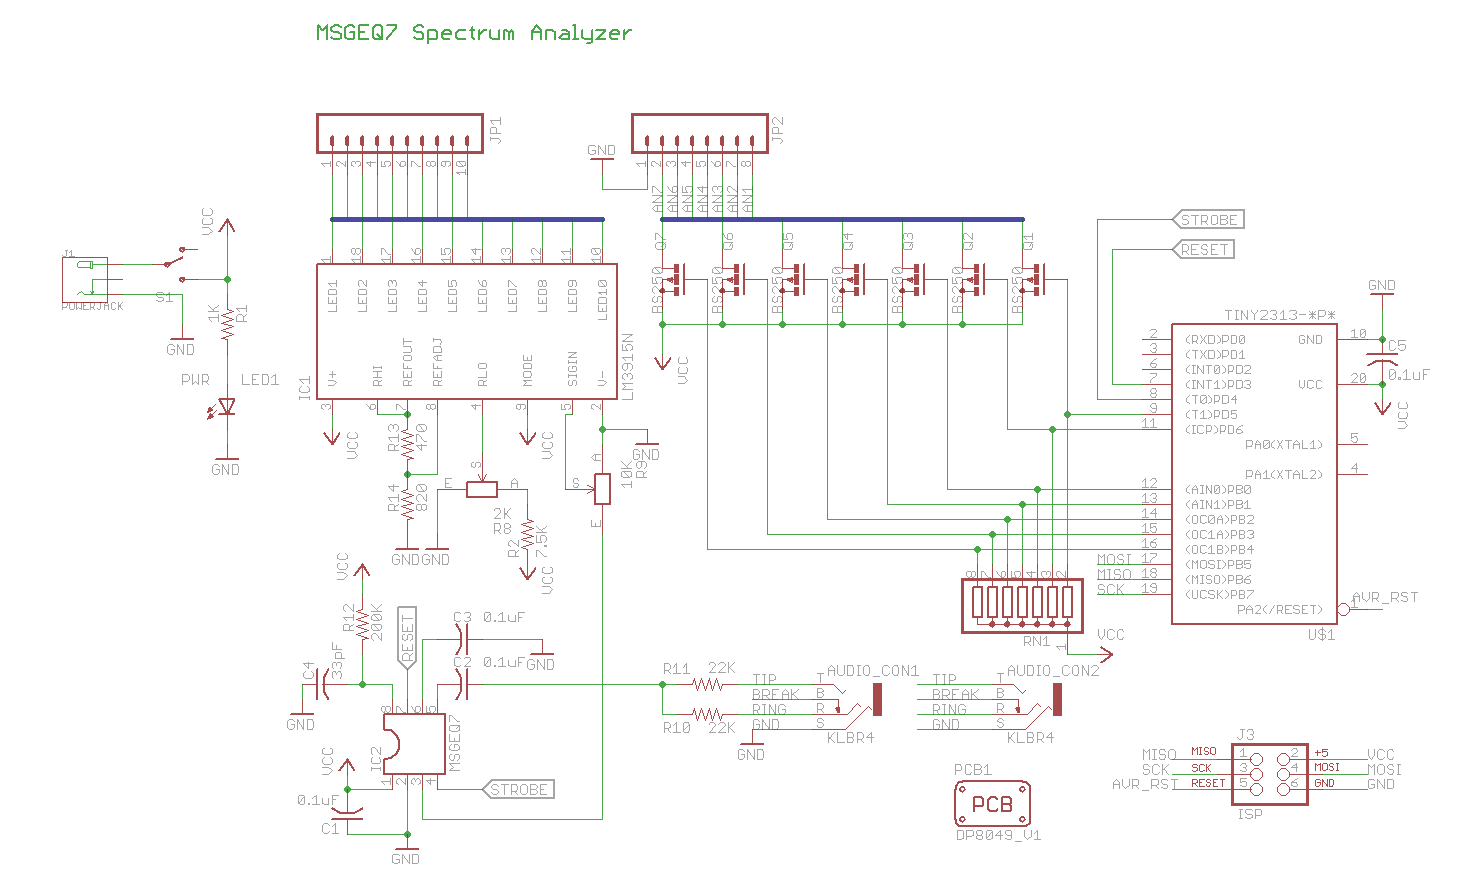 MSGEQ7 Spectrum Analyzer
JP1
1 2 3 4 5 6 7 8 9 10
GND
JP2
1 2 3 4 5 6 7 8
AN7 AN6 AN5 AN4 AN3 AN2 AN1
VCC
J1
POWERJACK
S1
GND
1K
R1
PWR LED1
GND
1 18 17 16 15 14 13 12 11 10
LED1 LED2 LED3 LED4 LED5 LED6 LED7 LED8 LED9 LED10
V+ RHI REFOUT REFADJ RLO MODE SIGIN V-
IC1
LM3915N
3 6 7 8 4 9 5 2
VCC
R13
470
R14
820
GND GND
VCC
GND
S
E A
2K
R8
R2
7.5K
VCC
A
S
E
10K
R9
Q7 Q6 Q5 Q4 Q3 Q2 Q1
BS250 BS250 BS250 BS250 BS250 BS250 BS250
VCC
STROBE
RESET
GND
TINY2313-*P*
2 (RXD)PD0
3 (TXD)PD1
6 (INT0)PD2
7 (INT1)PD3
8 (T0)PD4
9 (T1)PD5
11 (ICP)PD6
GND 10
VCC 20
C5
0.1uF
VCC
PA0(XTAL1) 5
PA1(XTAL2) 4
12 (AIN0)PB0
13 (AIN1)PB1
14 (OC0A)PB2
15 (OC1A)PB3
16 (OC1B)PB4
MOSI 17 (MOSI)PB5
MISO 18 (MISO)PB6
SCK 19 (UCSK)PB7
PA2(/RESET) 1 AVR_RST
U$1
8 7 6 5 4 3 2
RN1
1
VCC
VCC
R12
200K
C4
33pF
GND
RESET
C3 0.1uF
GND
C2 0.1uF
8 7 6 5
IC2
MSGEQ7
1 2 3 4
VCC
0.1uF
C1
GND
STROBE
R11 22K
R10 22K
AUDIO_CON1
TIP T
BREAK B
RING R
GND S
KLBR4
GND
AUDIO_CON2
TIP T
BREAK B
RING R
GND S
KLBR4
PCB1
PCB
DP8049_V1
J3
MISO MISO 1 2 +5 VCC
SCK SCK 3 4 MOSI MOSI
AVR_RST RESET 5 6 GND GND
ISP